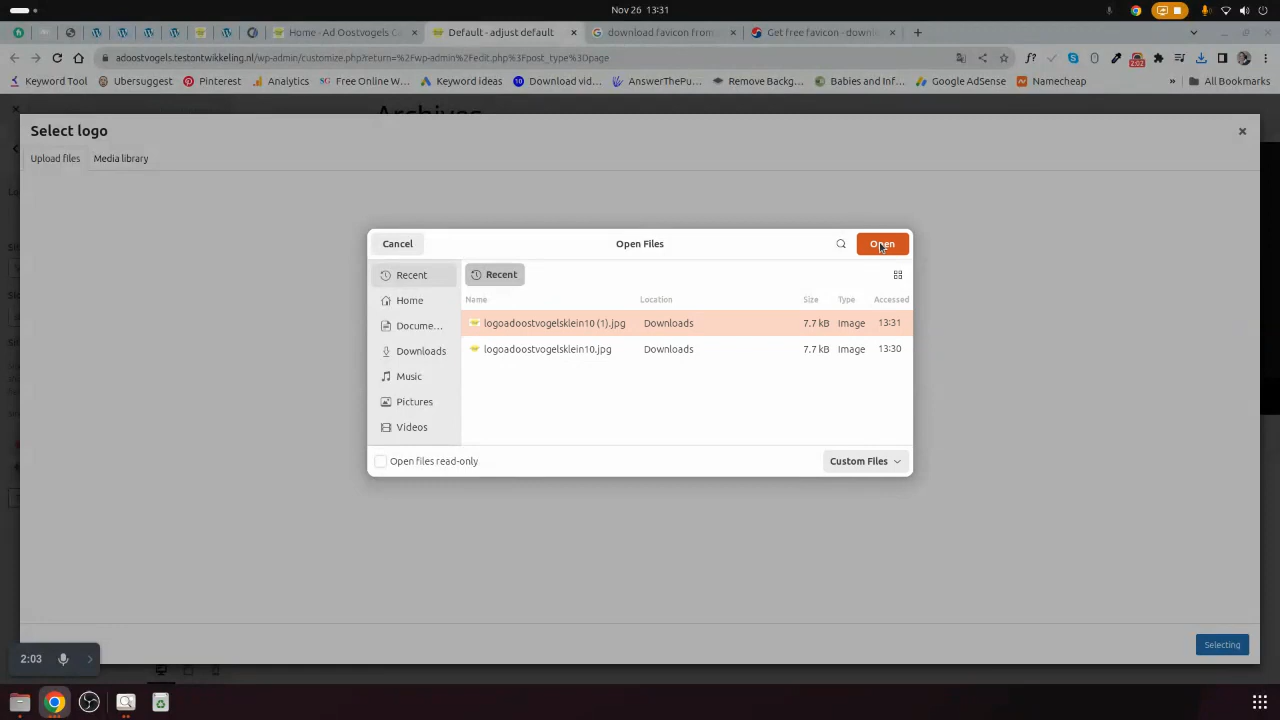 Nov 26 13:31
Home - Ad Oostvogels Ca
Default - adjust default
download favicon from
Get free favicon - downlo
adoostvogels.testontwikkeling.nl/wp-admin/customize.php?return=%2Fwp-admin%2Fedit.php%3Fpost_type%3Dpage
f?
2:02
Keyword Tool
Ubersuggest
Pinterest
Analytics
Free Online W...
Keyword ideas
Download vid...
AnswerThePu...
Remove Backg...
Babies and Inf...
Google AdSense
Namecheap
»
All Bookmarks
Archives
Select logo
Upload files
Media library
Cancel
Open Files
Open
Recent
Home
Docume...
Downloads
Music
Pictures
Videos
Recent
Name Location Size Type Accessed
logoadoostvogelsklein10 (1).jpg Downloads 7.7 kB Image 13:31
logoadoostvogelsklein10.jpg Downloads 7.7 kB Image 13:30
Open files read-only
Custom Files
Selecting
2:03